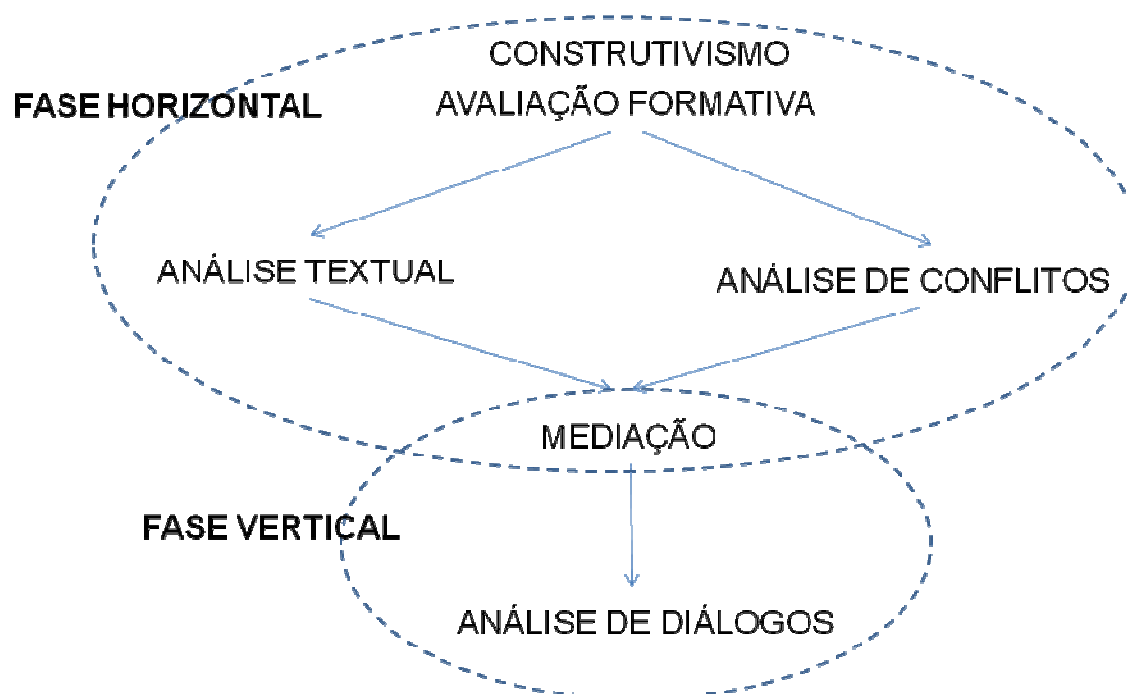 CONSTRUTIVISMO
FASE HORIZONTAL
AVALIAÇÃO FORMATIVA
ANÁLISE TEXTUAL
ANÁLISE DE CONFLITOS
MEDIAÇÃO
FASE VERTICAL
ANÁLISE DE DIÁLOGOS